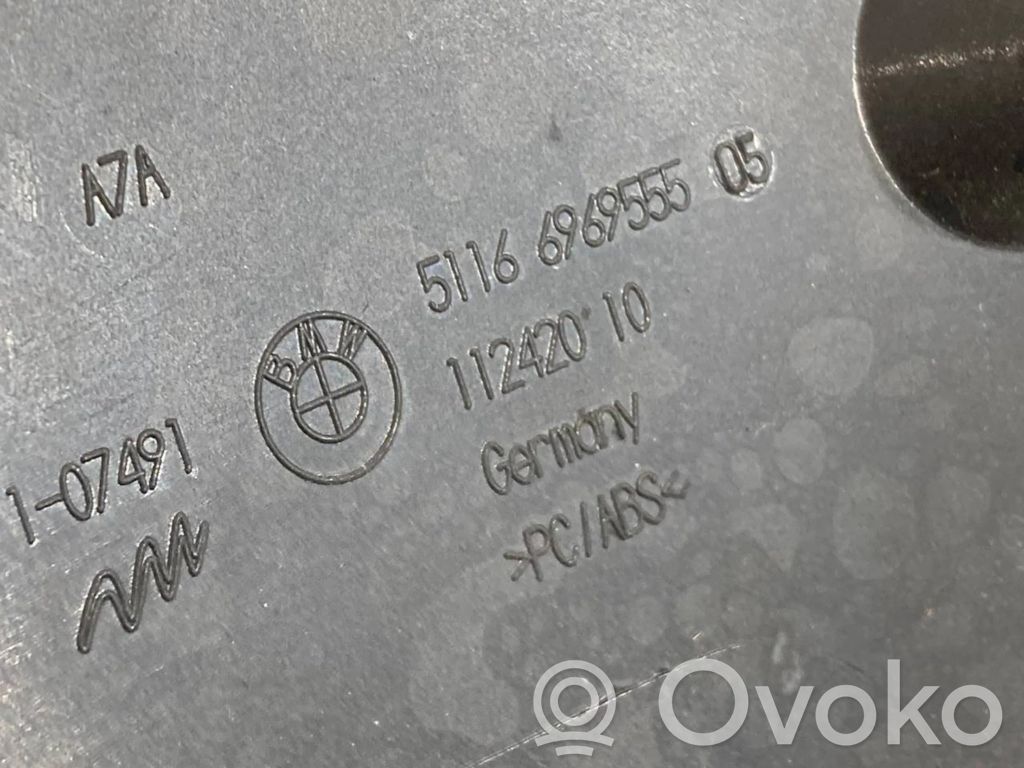 A7A
5116 6969555 05
BMW
112420 10
1-07491
Germany
>PC/ABS<
Ovoko